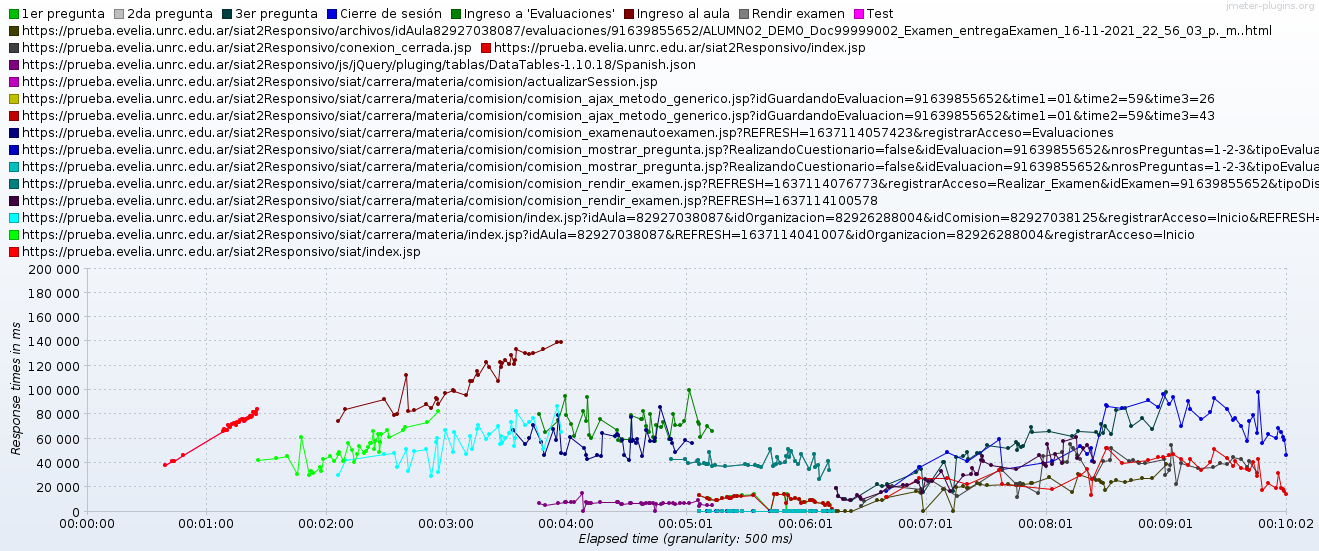 jmeter-plugins.org
1er pregunta 2da pregunta 3er pregunta Cierre de sesión Ingreso a 'Evaluaciones' Ingreso al aula Rendir examen Test
https://prueba.evelia.unrc.edu.ar/siat2Responsivo/archivos/idAula82927038087/evaluaciones/91639855652/ALUMNO2_DEMO_Doc99999002_Examen_entregaExamen_16-11-2021_22_56_03_p._m..html
https://prueba.evelia.unrc.edu.ar/siat2Responsivo/conexion_cerrada.jsp https://prueba.evelia.unrc.edu.ar/siat2Responsivo/index.jsp
https://prueba.evelia.unrc.edu.ar/siat2Responsivo/js/jQuery/pluging/tablas/DataTables-1.10.18/Spanish.json
https://prueba.evelia.unrc.edu.ar/siat2Responsivo/siat/carrera/materia/comision/actualizarSession.jsp
https://prueba.evelia.unrc.edu.ar/siat2Responsivo/siat/carrera/materia/comision/comision_ajax_metodo_generico.jsp?idGuardandoEvaluacion=91639855652&time1=01&time2=59&time3=26
https://prueba.evelia.unrc.edu.ar/siat2Responsivo/siat/carrera/materia/comision/comision_ajax_metodo_generico.jsp?idGuardandoEvaluacion=91639855652&time1=01&time2=59&time3=43
https://prueba.evelia.unrc.edu.ar/siat2Responsivo/siat/carrera/materia/comision/comision_examenautoexamen.jsp?REFRESH=1637114057423&registrarAcceso=Evaluaciones
https://prueba.evelia.unrc.edu.ar/siat2Responsivo/siat/carrera/materia/comision/comision_mostrar_pregunta.jsp?RealizandoCuestionario=false&idEvaluacion=91639855652&nrosPreguntas=1-2-3&tipoEvalua
https://prueba.evelia.unrc.edu.ar/siat2Responsivo/siat/carrera/materia/comision/comision_mostrar_pregunta.jsp?RealizandoCuestionario=false&idEvaluacion=91639855652&nrosPreguntas=1-2-3&tipoEvalua
https://prueba.evelia.unrc.edu.ar/siat2Responsivo/siat/carrera/materia/comision/comision_rendir_examen.jsp?REFRESH=1637114076773&registrarAcceso=Realizar_Examen&idExamen=91639855652&tipoDis
https://prueba.evelia.unrc.edu.ar/siat2Responsivo/siat/carrera/materia/comision/comision_rendir_examen.jsp?REFRESH=1637114100578
https://prueba.evelia.unrc.edu.ar/siat2Responsivo/siat/carrera/materia/comision/index.jsp?idAula=82927038087&idOrganizacion=82926288004&idComision=82927038125&registrarAcceso=Inicio&REFRESH=
https://prueba.evelia.unrc.edu.ar/siat2Responsivo/siat/carrera/materia/index.jsp?idAula=82927038087&REFRESH=1637114041007&idOrganizacion=82926288004&registrarAcceso=Inicio
https://prueba.evelia.unrc.edu.ar/siat2Responsivo/siat/index.jsp
Response times in ms
200 000
180 000
160 000
140 000
120 000
100 000
80 000
60 000
40 000
20 000
0
00:00:00 00:01:00 00:02:00 00:03:00 00:04:00 00:05:01 00:06:01 00:07:01 00:08:01 00:09:01 00:10:02
Elapsed time (granularity: 500 ms)